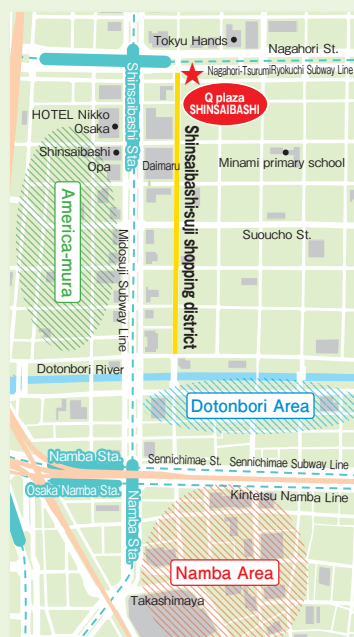 Tokyu Hands
Nagahori St.
Nagahori-TsurumiRyokuchi Subway Line
Q plaza
SHINSAIBASHI
Shinsaibashi Sta.
HOTEL Nikko
Osaka
Shinsaibashi
Opa
Daimaru
Shinsaibashi-suji shopping district
Minami primary school
America-mura
Midosuji Subway Line
Suoucho St.
Dotonbori River
Dotonbori Area
Namba Sta.
Sennichimae St.
Sennichimae Subway Line
Osaka Namba Sta.
Kintetsu Namba Line
Namba Sta.
Namba Area
Takashimaya